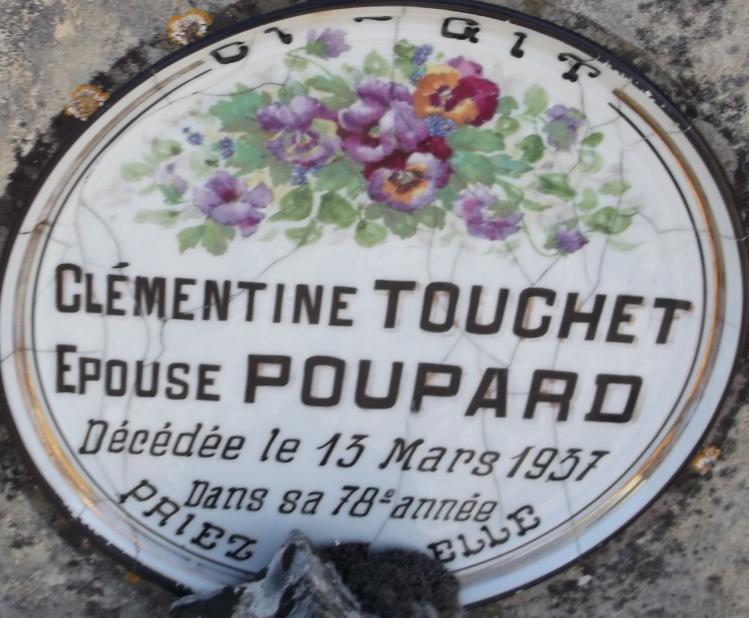 CI - GIT
CLÉMENTINE TOUCHET
EPOUSE POUPARD
Décédée le 13 Mars 1937
Dans sa 78e année
PRIEZ ELLE